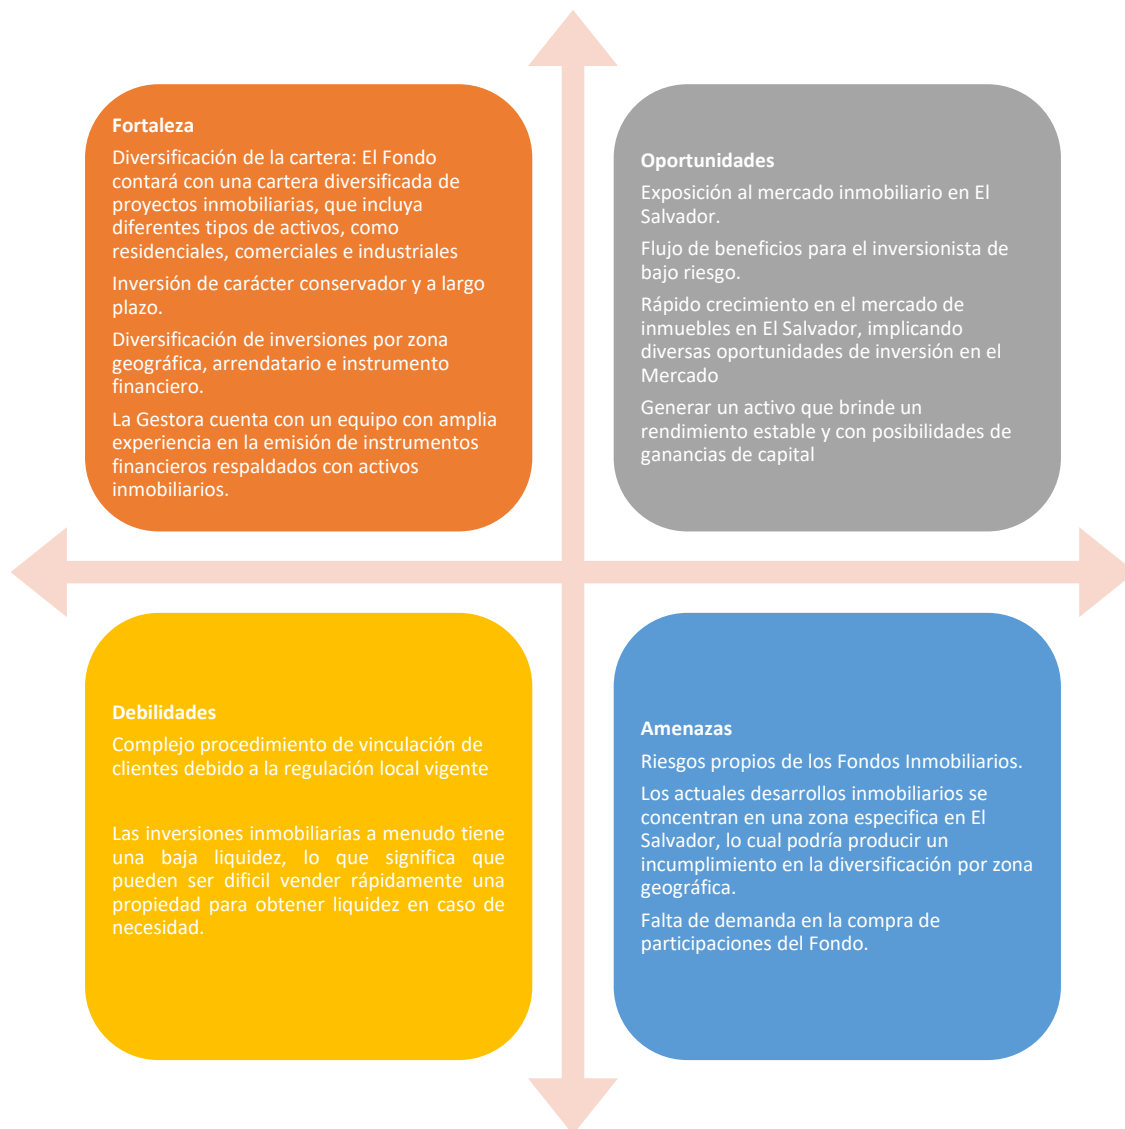 Fortaleza
Diversificación de la cartera: El Fondo
contará con una cartera diversificada de
proyectos inmobiliarias, que incluya
diferentes tipos de activos, como
residenciales, comerciales e industriales
Inversión de carácter conservador y a largo
plazo.
Diversificación de inversiones por zona
geográfica, arrendatario e instrumento
financiero.
La Gestora cuenta con un equipo con amplia
experiencia en la emisión de instrumentos
financieros respaldados con activos
inmobiliarios.
Oportunidades
Exposición al mercado inmobiliario en El
Salvador.
Flujo de beneficios para el inversionista de
bajo riesgo.
Rápido crecimiento en el mercado de
inmuebles en El Salvador, implicando
diversas oportunidades de inversión en el
Mercado
Generar un activo que brinde un
rendimiento estable y con posibilidades de
ganancias de capital
Debilidades
Complejo procedimiento de vinculación de
clientes debido a la regulación local vigente
Las inversiones inmobiliarias a menudo tiene
una baja liquidez, lo que significa que
pueden ser dificil vender rápidamente una
propiedad para obtener liquidez en caso de
necesidad.
Amenazas
Riesgos propios de los Fondos Inmobiliarios.
Los actuales desarrollos inmobiliarios se
concentran en una zona especifica en El
Salvador, lo cual podría producir un
incumplimiento en la diversificación por zona
geográfica.
Falta de demanda en la compra de
participaciones del Fondo.